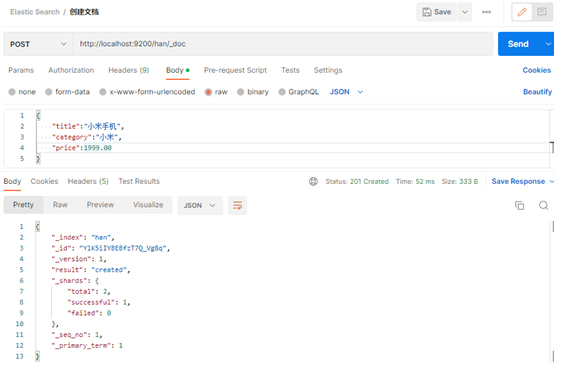 Elastic Search / 创建文档
Save
POST http://localhost:9200/han/_doc Send
Params Authorization Headers (9) Body Pre-request Script Tests Settings Cookies
none form-data x-www-form-urlencoded raw binary GraphQL JSON Beautify
1 {
2 "title":"小米手机",
3 "category":"小米",
4 "price":1999.00
5 }
Body Cookies Headers (5) Test Results Status: 201 Created Time: 52 ms Size: 333 B Save Response
Pretty Raw Preview Visualize JSON
1 {
2 "_index": "han",
3 "_id": "YlK5iIYBE8fzT7Q_Vg8q",
4 "_version": 1,
5 "result": "created",
6 "_shards": {
7 "total": 2,
8 "successful": 1,
9 "failed": 0
10 },
11 "_seq_no": 1,
12 "_primary_term": 1
13 }